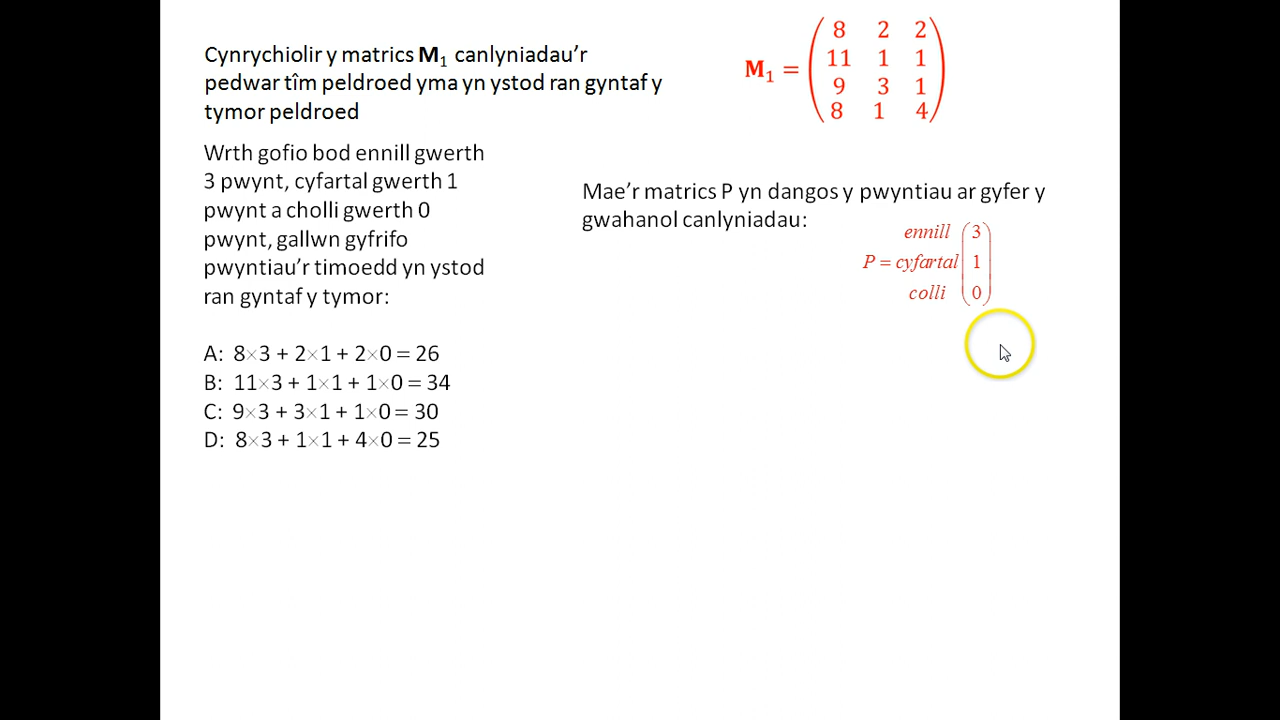 Cynrychiolir y matrics M₁ canlyniadau’r
pedwar tîm peldroed yma yn ystod ran gyntaf y
tymor peldroed
M₁ = ( 8 2 2
11 1 1
9 3 1
8 1 4 )
Wrth gofio bod ennill gwerth
3 pwynt, cyfartal gwerth 1
pwynt a cholli gwerth 0
pwynt, gallwn gyfrifo
pwyntiau’r timoedd yn ystod
ran gyntaf y tymor:
A: 8×3 + 2×1 + 2×0 = 26
B: 11×3 + 1×1 + 1×0 = 34
C: 9×3 + 3×1 + 1×0 = 30
D: 8×3 + 1×1 + 4×0 = 25
Mae’r matrics P yn dangos y pwyntiau ar gyfer y
gwahanol canlyniadau:
ennill ( 3
P = cyfartal 1
colli 0 )